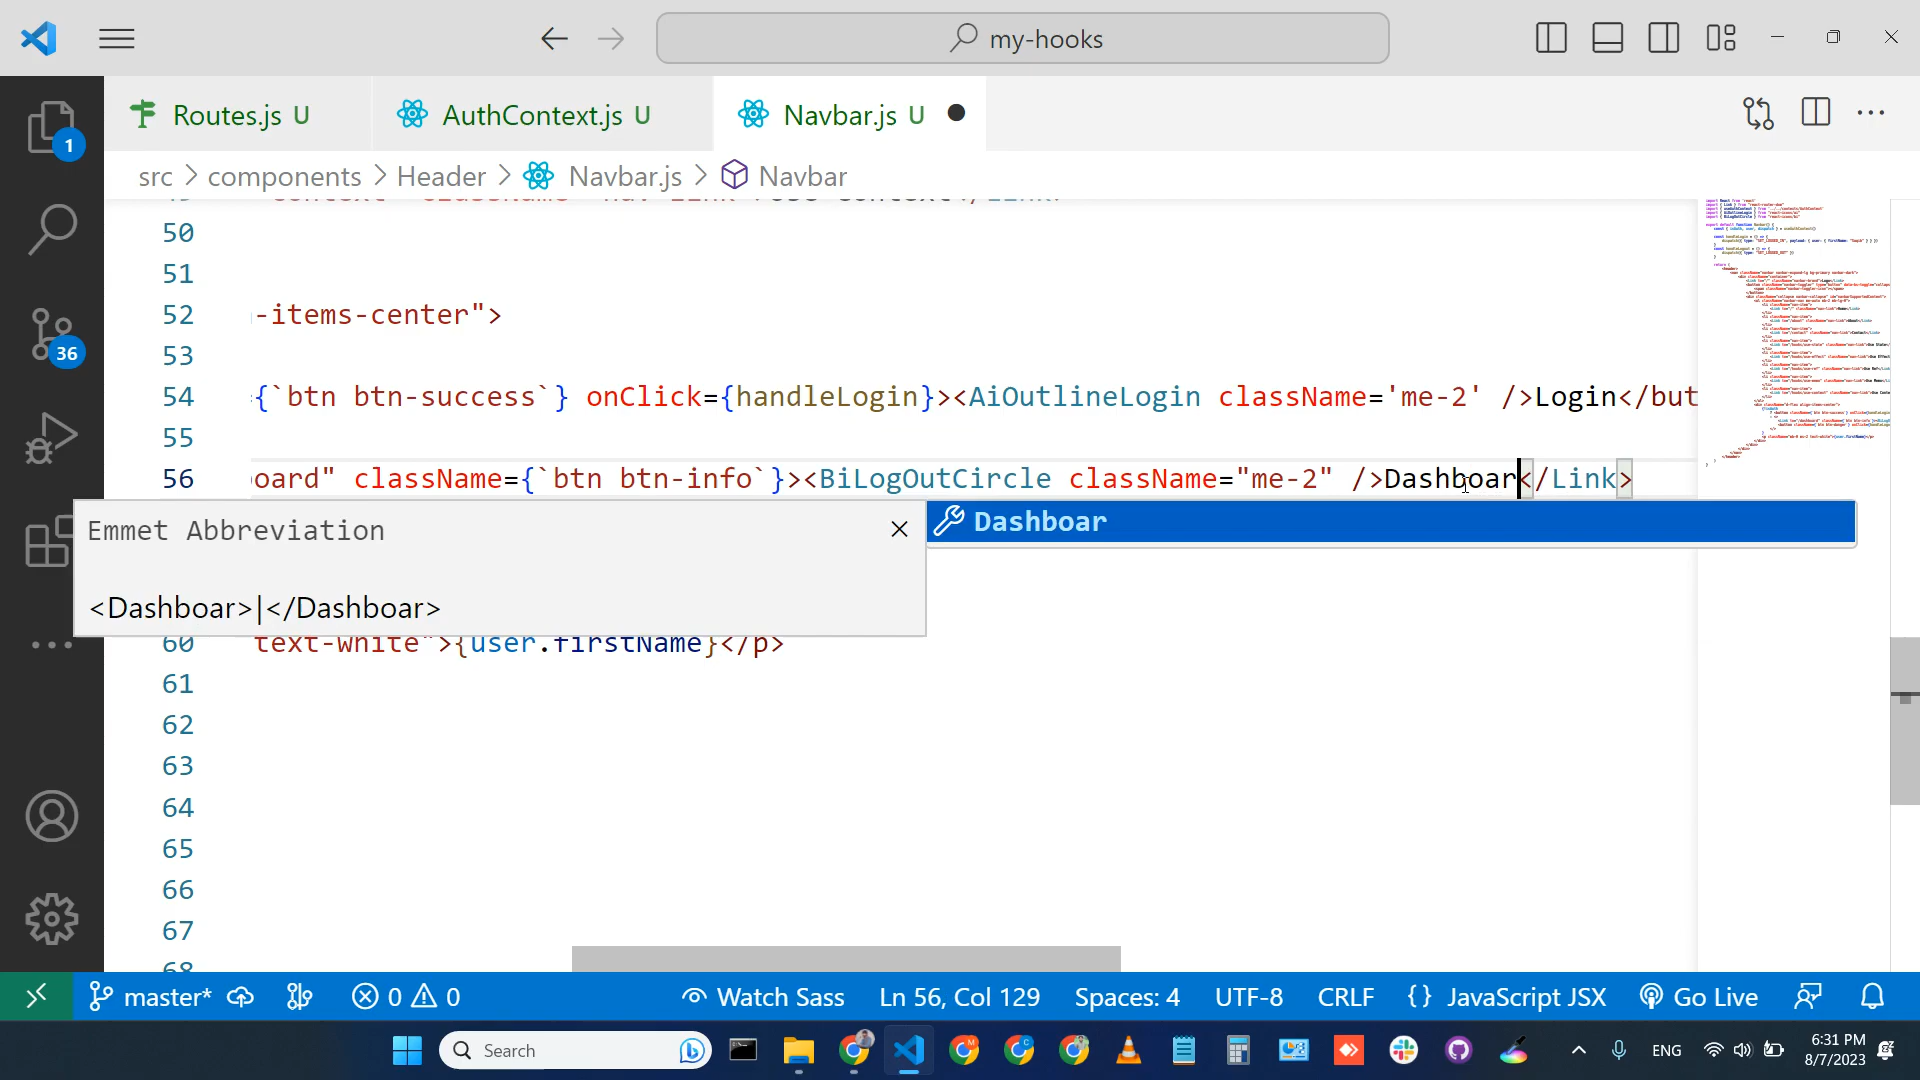 my-hooks
Routes.js U
AuthContext.js U
Navbar.js U
src > components > Header > Navbar.js > Navbar
50
51
52 -items-center">
53
54 {`btn btn-success`} onClick={handleLogin}><AiOutlineLogin className='me-2' />Login</but
55
56 oard" className={`btn btn-info`}><BiLogOutCircle className="me-2" />Dashboar</Link>
Emmet Abbreviation
<Dashboar>|</Dashboar>
Dashboar
60 text-white">{user.firstName}</p>
61
62
63
64
65
66
67
68
1
36
master*
0
0
Watch Sass
Ln 56, Col 129
Spaces: 4
UTF-8
CRLF
{} JavaScript JSX
Go Live
Search
ENG
6:31 PM
8/7/2023